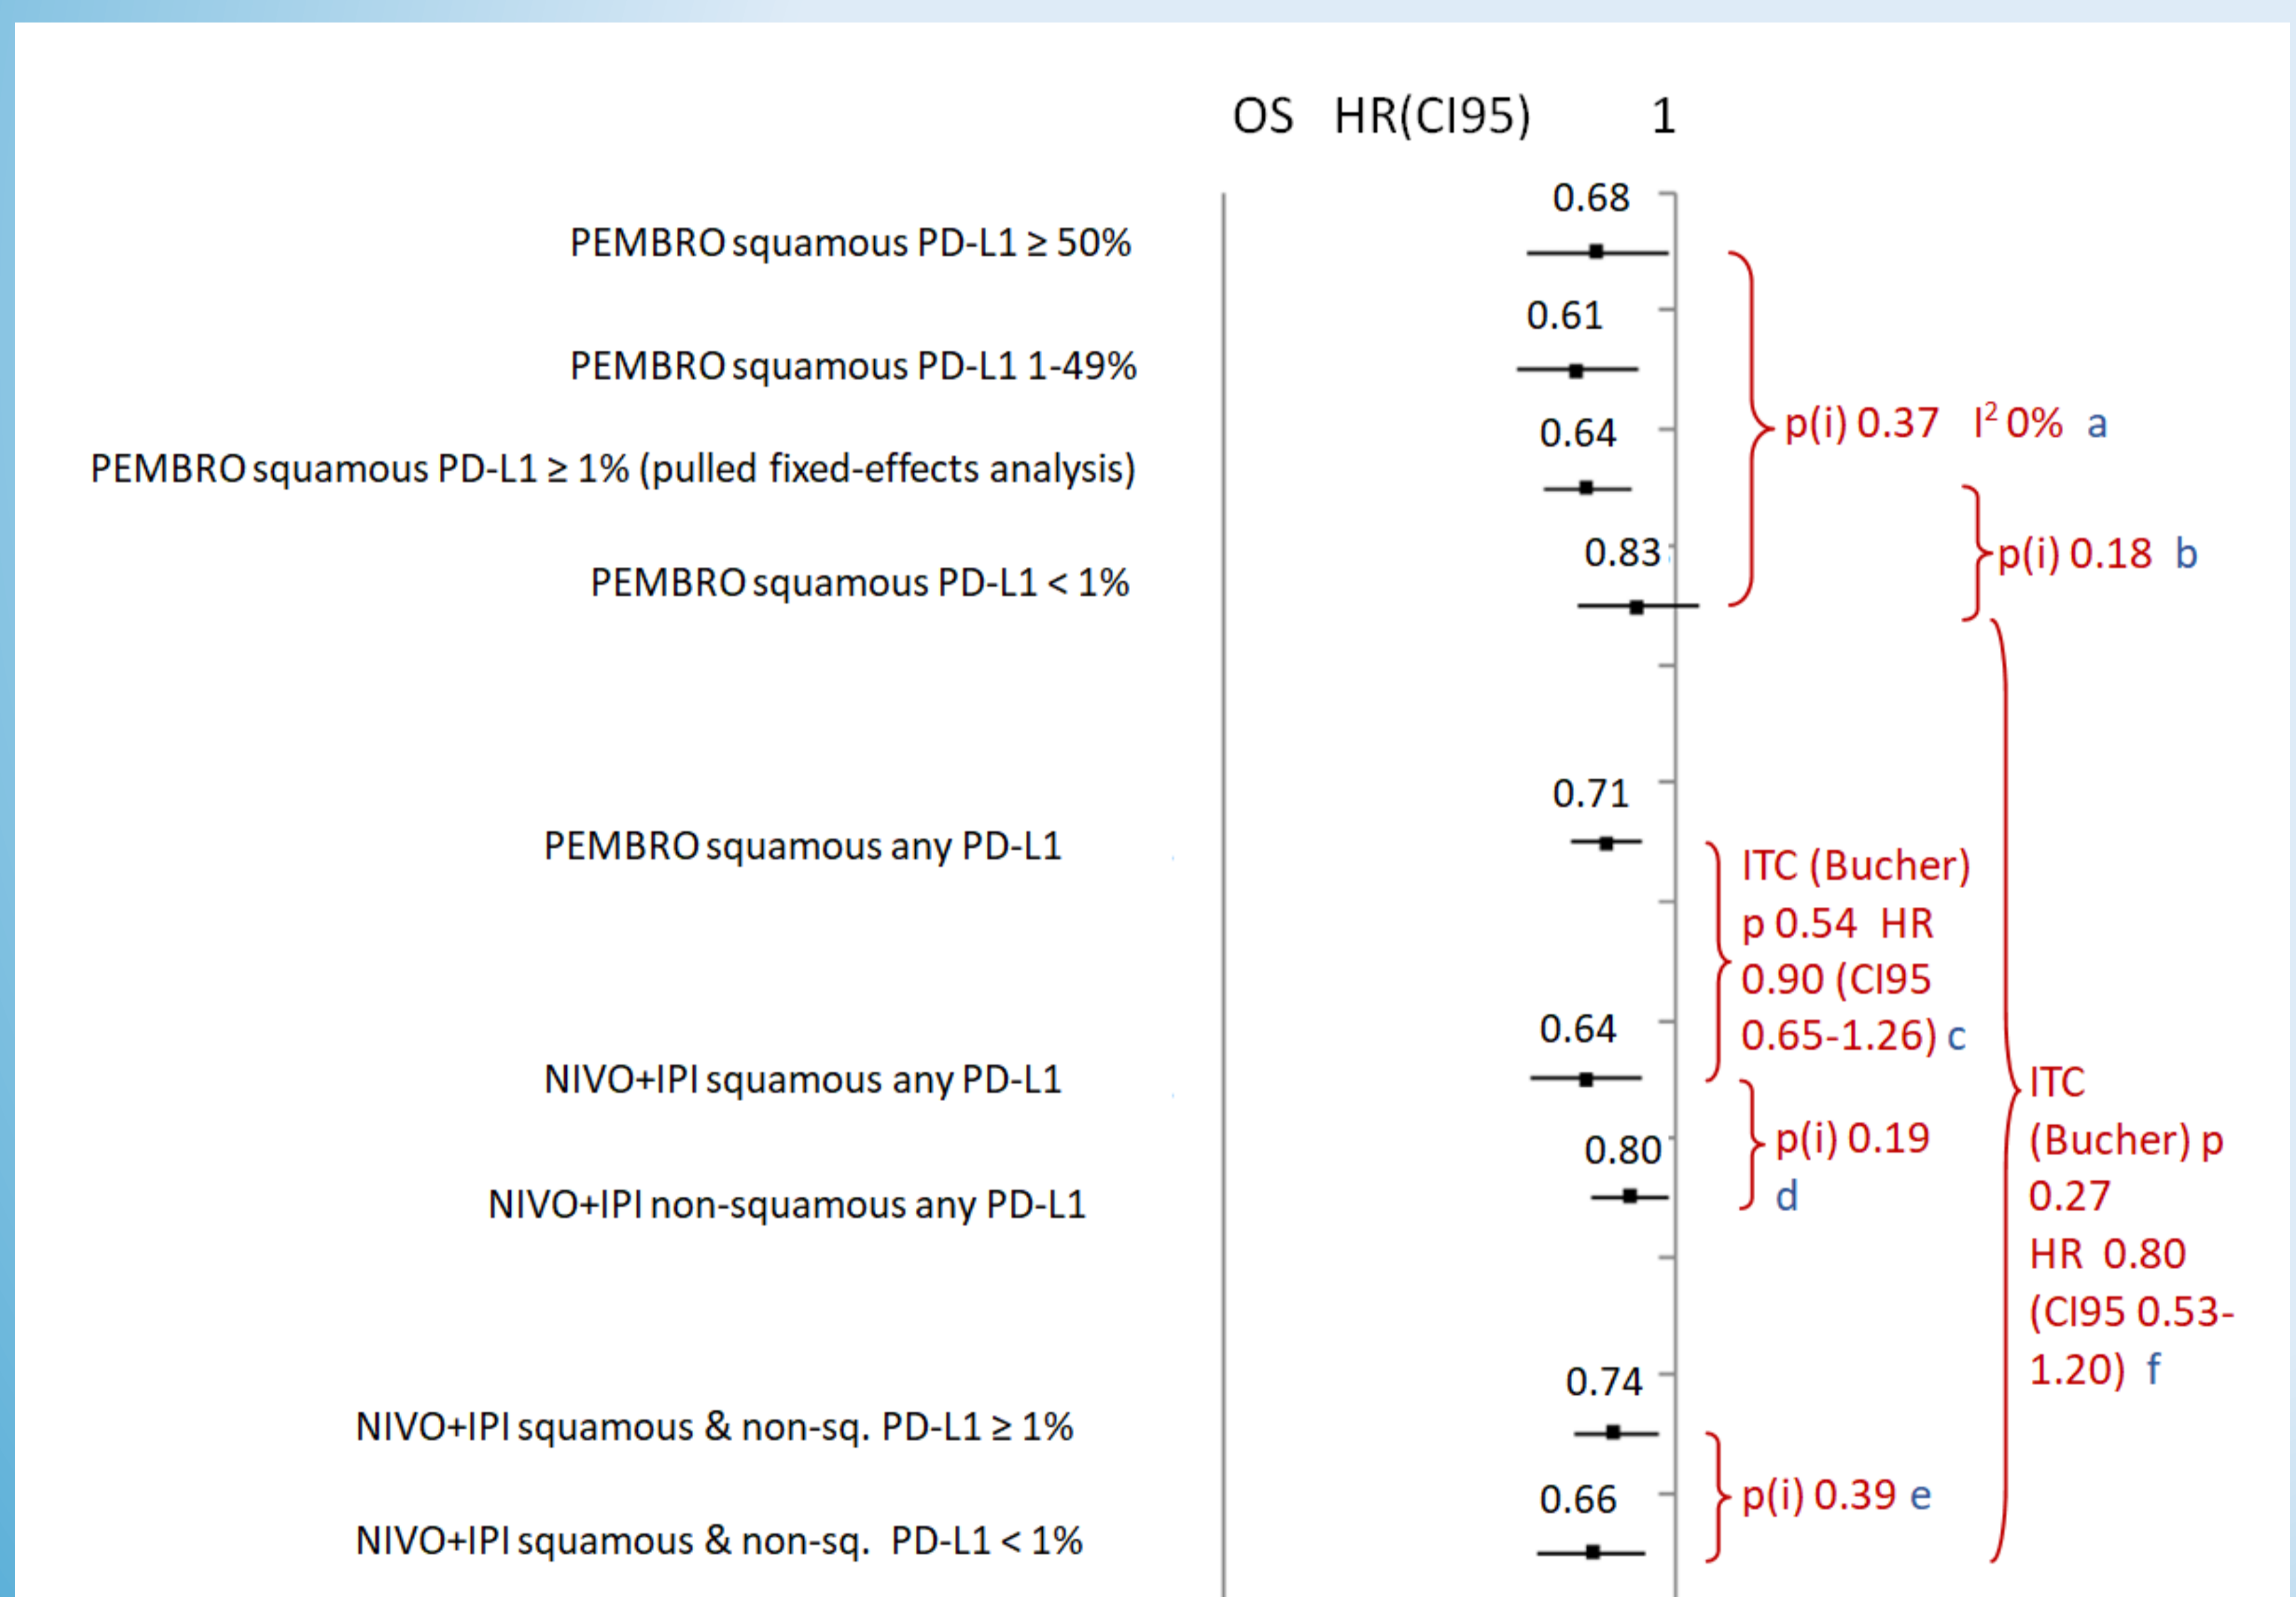 OS HR(CI95) 1
0.68
PEMBRO squamous PD-L1 ≥ 50%
0.61
PEMBRO squamous PD-L1 1-49%
p(i) 0.37 I² 0% a
0.64
PEMBRO squamous PD-L1 ≥ 1% (pulled fixed-effects analysis)
0.83
p(i) 0.18 b
PEMBRO squamous PD-L1 < 1%
0.71
PEMBRO squamous any PD-L1
ITC (Bucher)
p 0.54 HR
0.90 (CI95
0.65-1.26) c
0.64
NIVO+IPI squamous any PD-L1
0.80
p(i) 0.19
d
NIVO+IPI non-squamous any PD-L1
ITC
(Bucher) p
0.27
HR 0.80
(CI95 0.53-
1.20) f
0.74
NIVO+IPI squamous & non-sq. PD-L1 ≥ 1%
0.66
p(i) 0.39 e
NIVO+IPI squamous & non-sq. PD-L1 < 1%